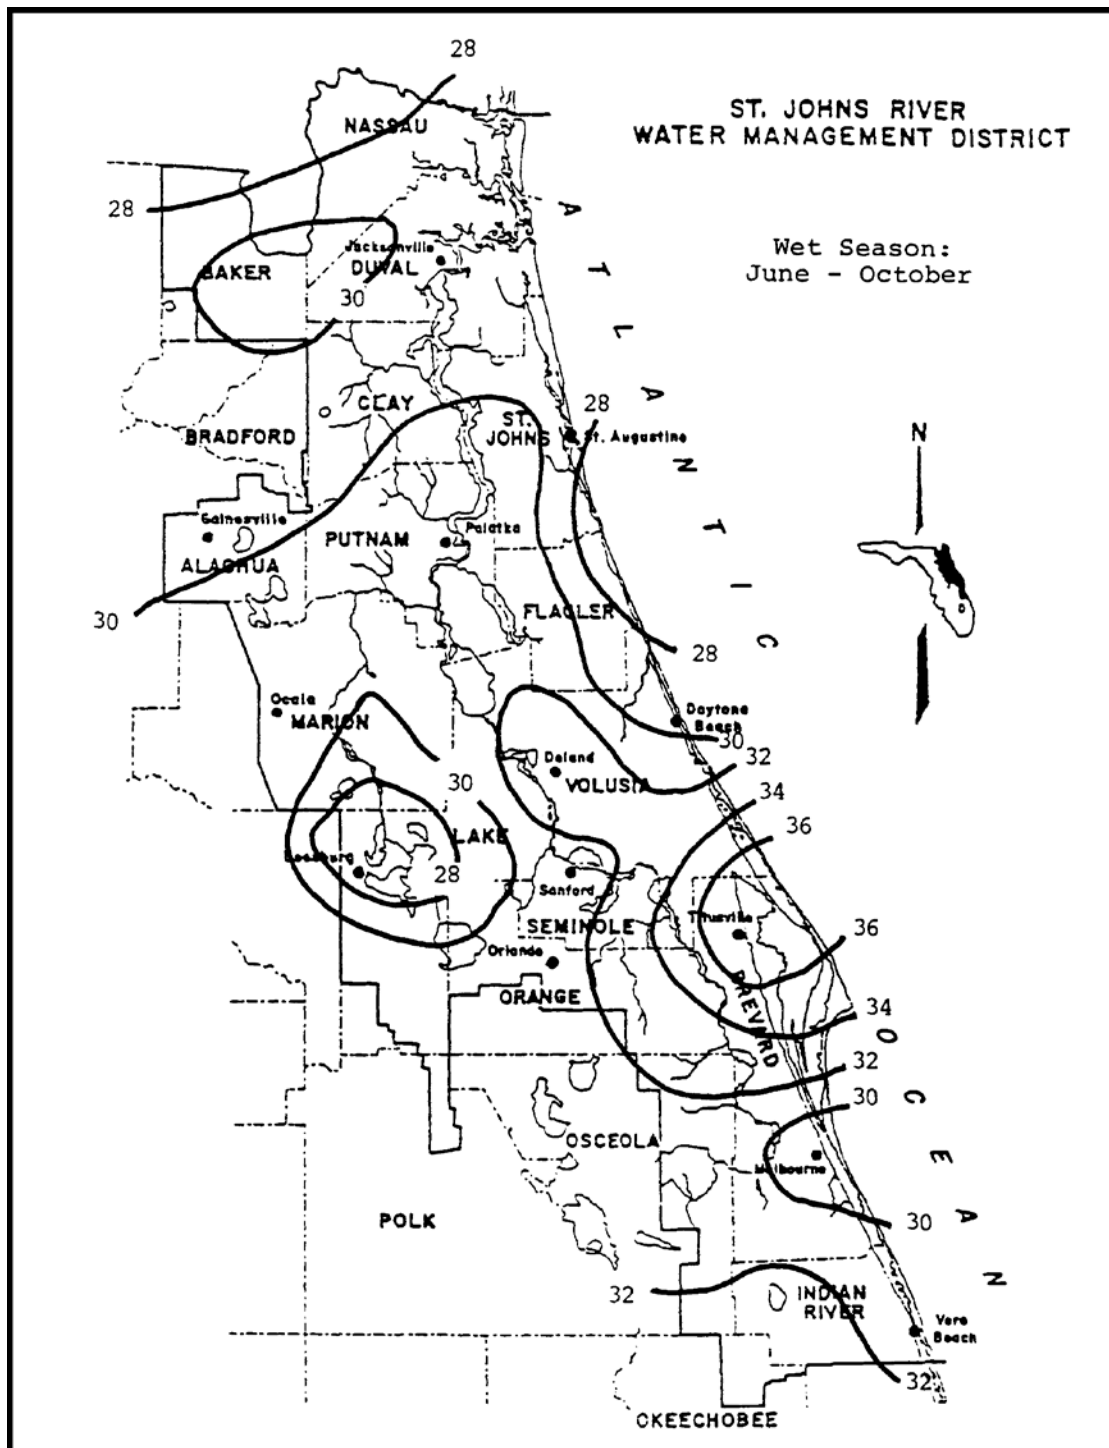 28
ST. JOHNS RIVER
WATER MANAGEMENT DISTRICT
NASSAU
28
Wet Season:
June - October
Jacksonville
BAKER
DUVAL
30
ATLANTIC
CLAY
28
ST.
JOHNS
St. Augustine
BRADFORD
N
Gainesville
PUTNAM
Palatka
ALACHUA
30
FLAGLER
28
Ocala
MARION
Daytona
Beach
30
Deland
32
VOLUSIA
30
34
36
LAKE
Leesburg
28
Sanford
Titusville
SEMINOLE
36
Orlando
ORANGE
BREVARD
34
OCEAN
32
30
OSCEOLA
Melbourne
POLK
30
32
INDIAN
RIVER
Vero
Beach
32
OKEECHOBEE